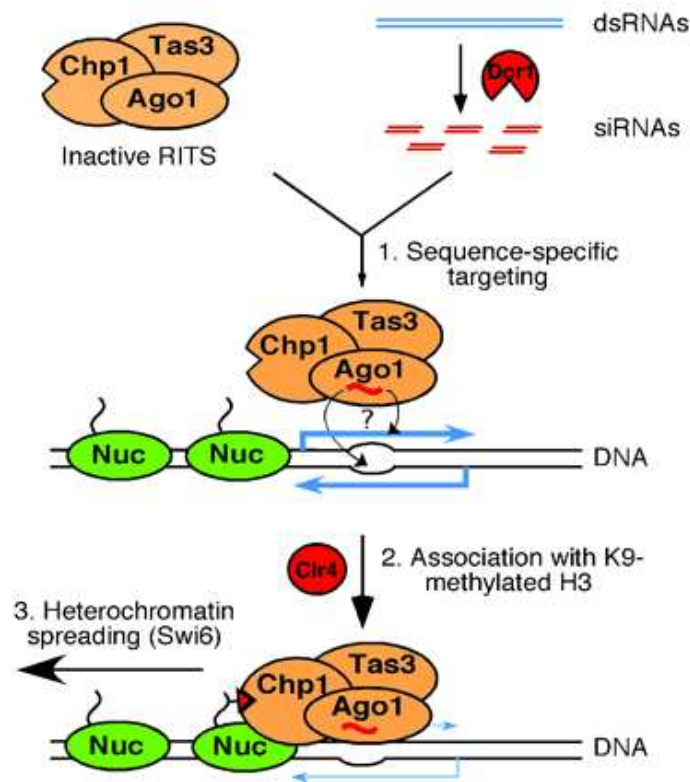 dsRNAs
Tas3
Chp1
Ago1
Dcr1
Inactive RITS
siRNAs
1. Sequence-specific
targeting
Tas3
Chp1
Ago1
?
Nuc
Nuc
DNA
Clr4
2. Association with K9-
methylated H3
3. Heterochromatin
spreading (Swi6)
Tas3
Chp1
Ago1
Nuc
Nuc
DNA